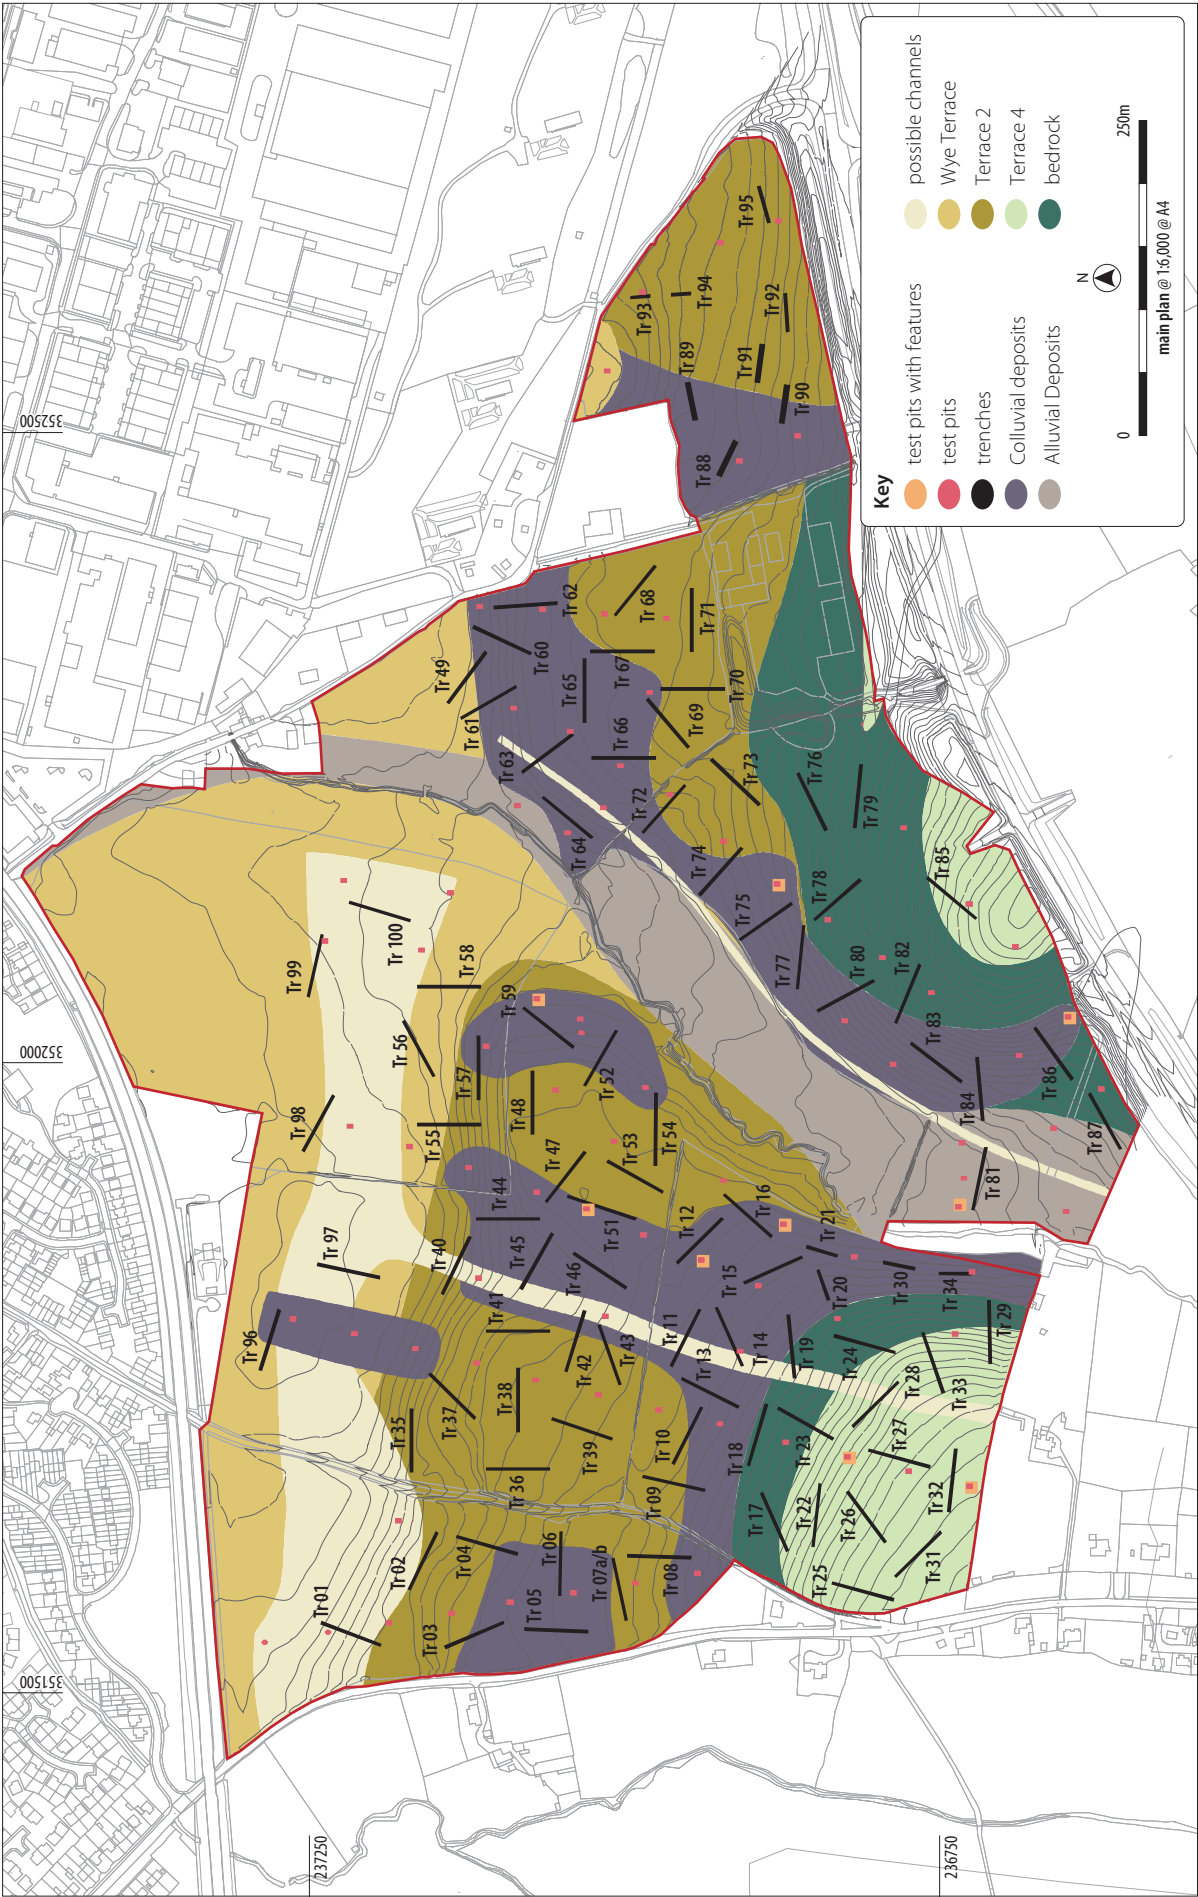 352500
352000
351500
237250
236750
Tr 01
Tr 02
Tr 03
Tr 04
Tr 05
Tr 06
Tr 07a/b
Tr 08
Tr 09
Tr 10
Tr 11
Tr 12
Tr 13
Tr 14
Tr 15
Tr 16
Tr 17
Tr 18
Tr 19
Tr 20
Tr 21
Tr 22
Tr 23
Tr 24
Tr 25
Tr 26
Tr 27
Tr 28
Tr 29
Tr 30
Tr 31
Tr 32
Tr 33
Tr 34
Tr 35
Tr 36
Tr 37
Tr 38
Tr 39
Tr 40
Tr 41
Tr 42
Tr 43
Tr 44
Tr 45
Tr 46
Tr 47
Tr 48
Tr 49
Tr 51
Tr 52
Tr 53
Tr 54
Tr 55
Tr 56
Tr 57
Tr 58
Tr 59
Tr 60
Tr 61
Tr 62
Tr 63
Tr 64
Tr 65
Tr 66
Tr 67
Tr 68
Tr 69
Tr 70
Tr 71
Tr 72
Tr 73
Tr 74
Tr 75
Tr 76
Tr 77
Tr 78
Tr 79
Tr 80
Tr 81
Tr 82
Tr 83
Tr 84
Tr 85
Tr 86
Tr 87
Tr 88
Tr 89
Tr 90
Tr 91
Tr 92
Tr 93
Tr 94
Tr 95
Tr 96
Tr 97
Tr 98
Tr 99
Tr 100
Key
test pits with features
test pits
trenches
Colluvial deposits
Alluvial Deposits
possible channels
Wye Terrace
Terrace 2
Terrace 4
bedrock
N
0
250m
main plan @ 1:6,000 @ A4